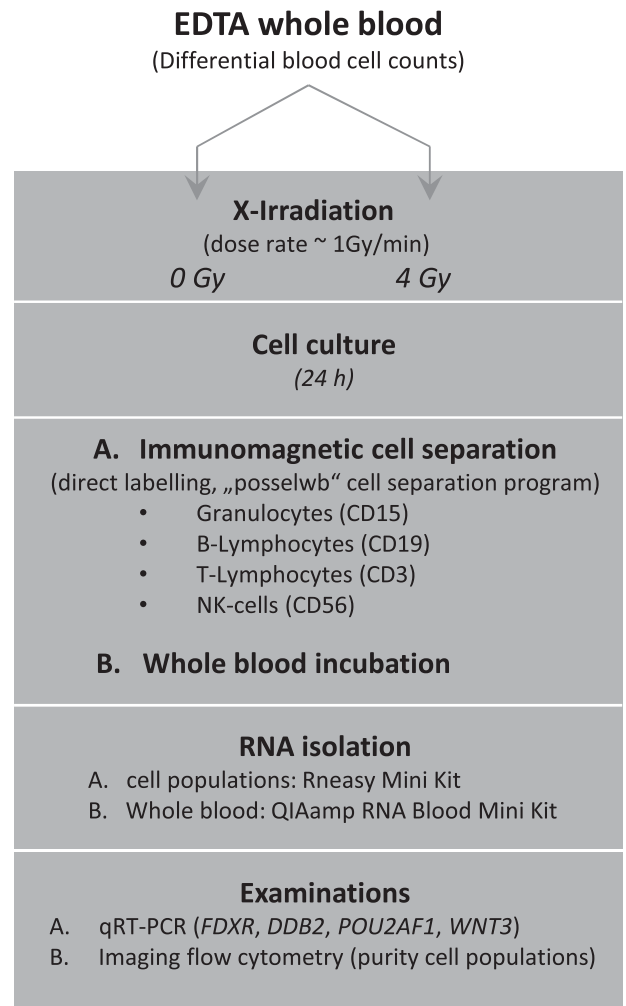 EDTA whole blood
(Differential blood cell counts)
X-Irradiation
(dose rate ~ 1Gy/min)
0 Gy 4 Gy
Cell culture
(24 h)
A. Immunomagnetic cell separation
(direct labelling, „posselwb“ cell separation program)
• Granulocytes (CD15)
• B-Lymphocytes (CD19)
• T-Lymphocytes (CD3)
• NK-cells (CD56)
B. Whole blood incubation
RNA isolation
A. cell populations: Rneasy Mini Kit
B. Whole blood: QIAamp RNA Blood Mini Kit
Examinations
A. qRT-PCR (FDXR, DDB2, POU2AF1, WNT3)
B. Imaging flow cytometry (purity cell populations)